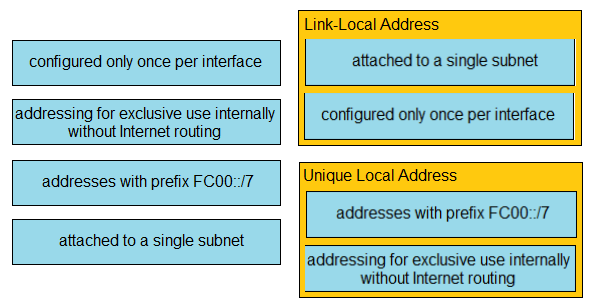 configured only once per interface
addressing for exclusive use internally
without Internet routing
addresses with prefix FC00::/7
attached to a single subnet
Link-Local Address
attached to a single subnet
configured only once per interface
Unique Local Address
addresses with prefix FC00::/7
addressing for exclusive use internally
without Internet routing